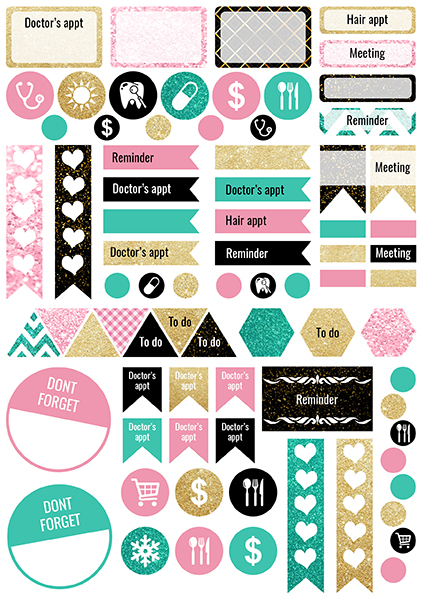 Doctor's appt
Hair appt
Meeting
Reminder
$
$
Reminder
Doctor's appt
Doctor's appt
Hair appt
Doctor's appt
Reminder
Meeting
Meeting
To do
To do
To do
To do
DONT
FORGET
Doctor's
appt
Doctor's
appt
Doctor's
appt
Doctor's
appt
Doctor's
appt
Doctor's
appt
Reminder
$
DONT
FORGET
$